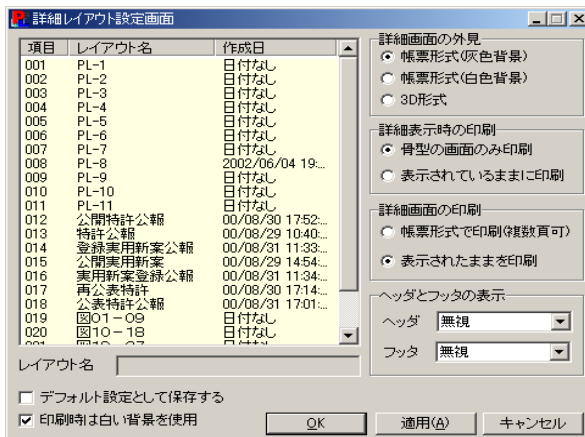 詳細レイアウト設定画面
項目 レイアウト名 作成日
001 PL-1 日付なし
002 PL-2 日付なし
003 PL-3 日付なし
004 PL-4 日付なし
005 PL-5 日付なし
006 PL-6 日付なし
007 PL-7 日付なし
008 PL-8 2002/06/04 19:...
009 PL-9 日付なし
010 PL-10 日付なし
011 PL-11 日付なし
012 公開特許公報 00/08/30 17:52:...
013 特許公報 00/08/29 10:40:...
014 登録実用新案公報 00/08/31 11:33:...
015 公開実用新案 00/08/29 14:54:...
016 実用新案登録公報 00/08/31 11:34:...
017 再公表特許 00/08/30 17:14:...
018 公表特許公報 00/08/31 17:01:...
019 図01-09 日付なし
020 図10-18 日付なし
レイアウト名
デフォルト設定として保存する
印刷時は白い背景を使用
詳細画面の外見
帳票形式(灰色背景)
帳票形式(白色背景)
3D形式
詳細表示時の印刷
骨型の画面のみ印刷
表示されているままに印刷
詳細画面の印刷
帳票形式で印刷(複数頁可)
表示されたままを印刷
ヘッダとフッタの表示
ヘッダ 無視
フッタ 無視
OK 適用(A) キャンセル